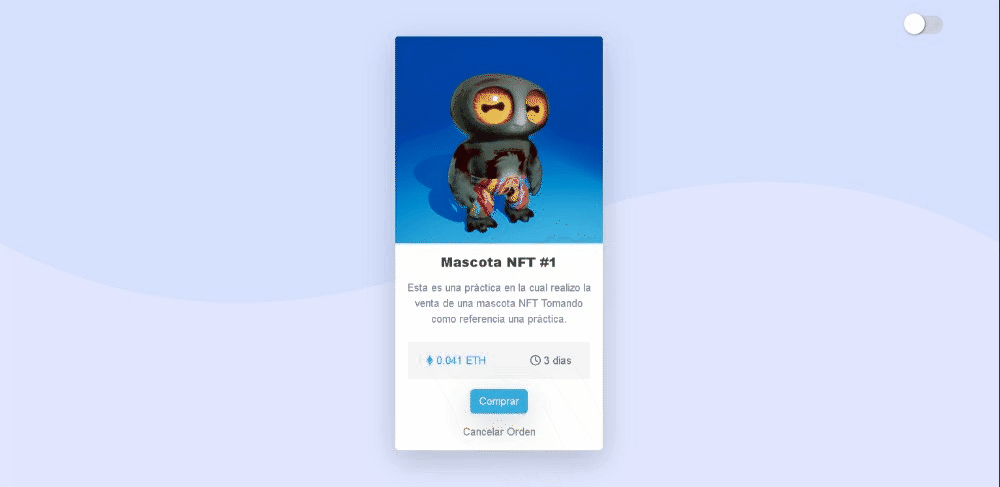 Mascota NFT #1
Esta es una práctica en la cual realizo la
venta de una mascota NFT Tomando
como referencia una práctica.
0.041 ETH
3 dias
Comprar
Cancelar Orden